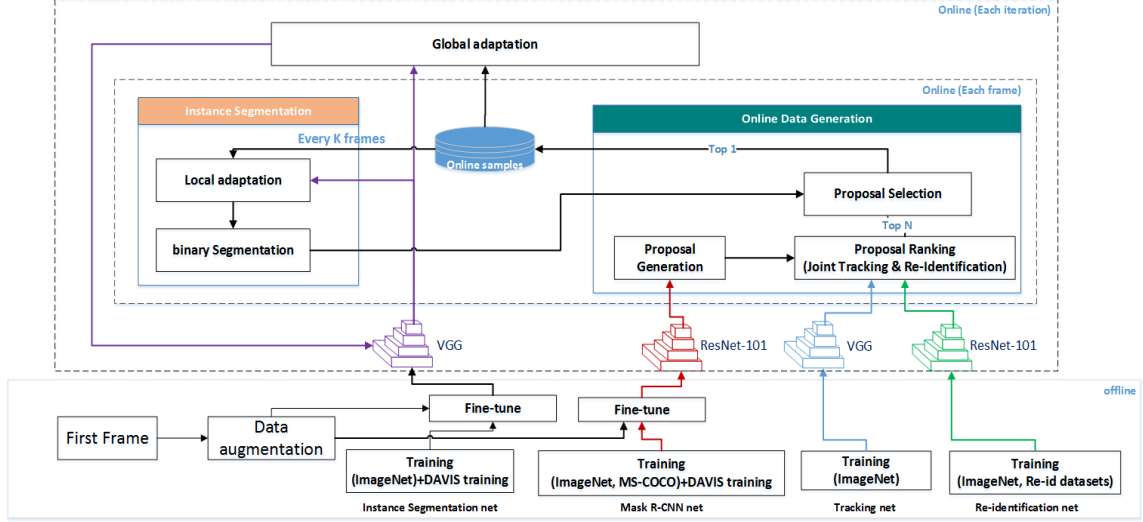 Online (Each iteration)
Global adaptation
Online (Each frame)
Instance Segmentation
Online Data Generation
Every K frames
Online samples
Top 1
Local adaptation
Proposal Selection
Top N
binary Segmentation
Proposal
Generation
Proposal Ranking
(Joint Tracking & Re-Identification)
VGG
ResNet-101
VGG
ResNet-101
offline
Fine-tune
Fine-tune
First Frame
Data
augmentation
Training
(ImageNet)+DAVIS training
Training
(ImageNet, MS-COCO)+DAVIS training
Training
(ImageNet)
Training
(ImageNet, Re-id datasets)
Instance Segmentation net
Mask R-CNN net
Tracking net
Re-identification net